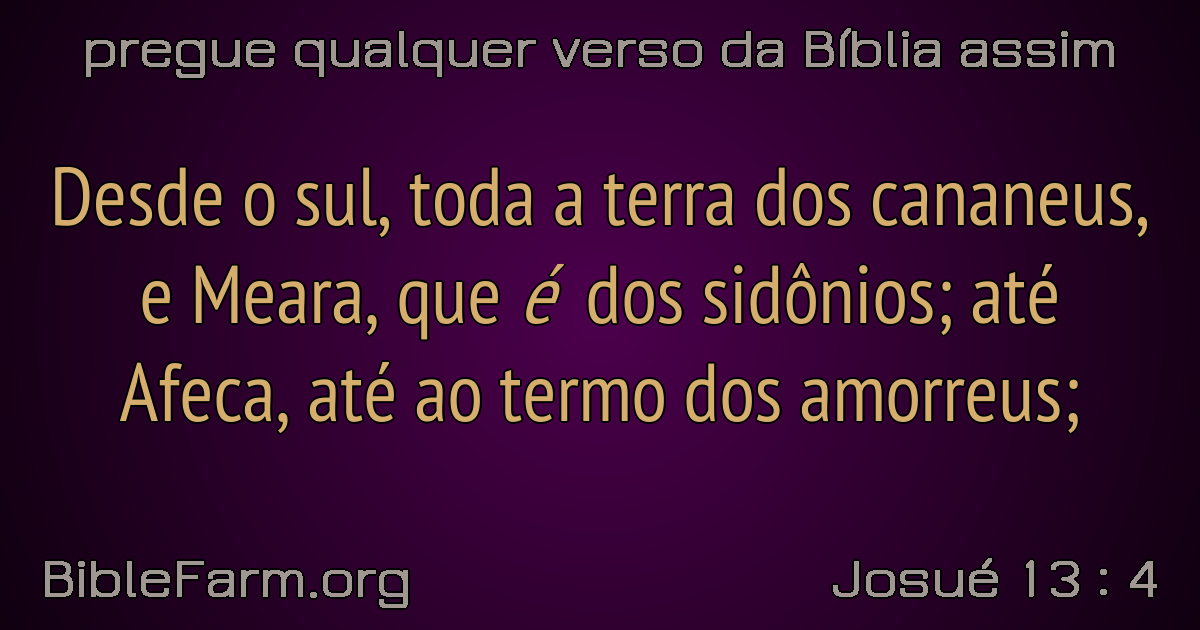 pregue qualquer verso da Bíblia assim
Desde o sul, toda a terra dos cananeus,
e Meara, que é dos sidônios; até
Afeca, até ao termo dos amorreus;
BibleFarm.org
Josué 13 : 4